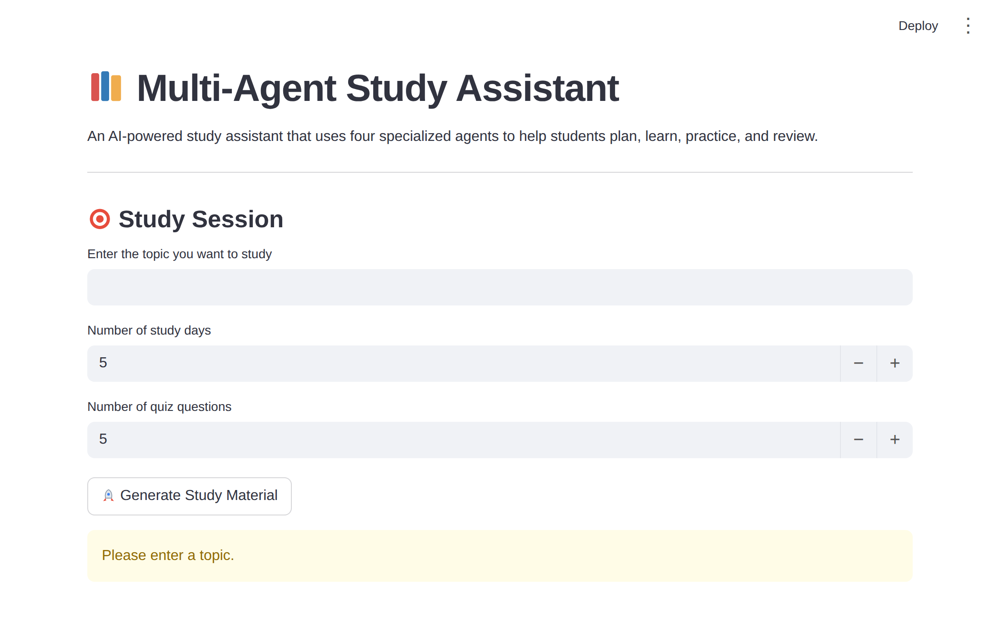 Deploy
Multi-Agent Study Assistant
An AI-powered study assistant that uses four specialized agents to help students plan, learn, practice, and review.
Study Session
Enter the topic you want to study
Number of study days
5 − +
Number of quiz questions
5 − +
Generate Study Material
Please enter a topic.